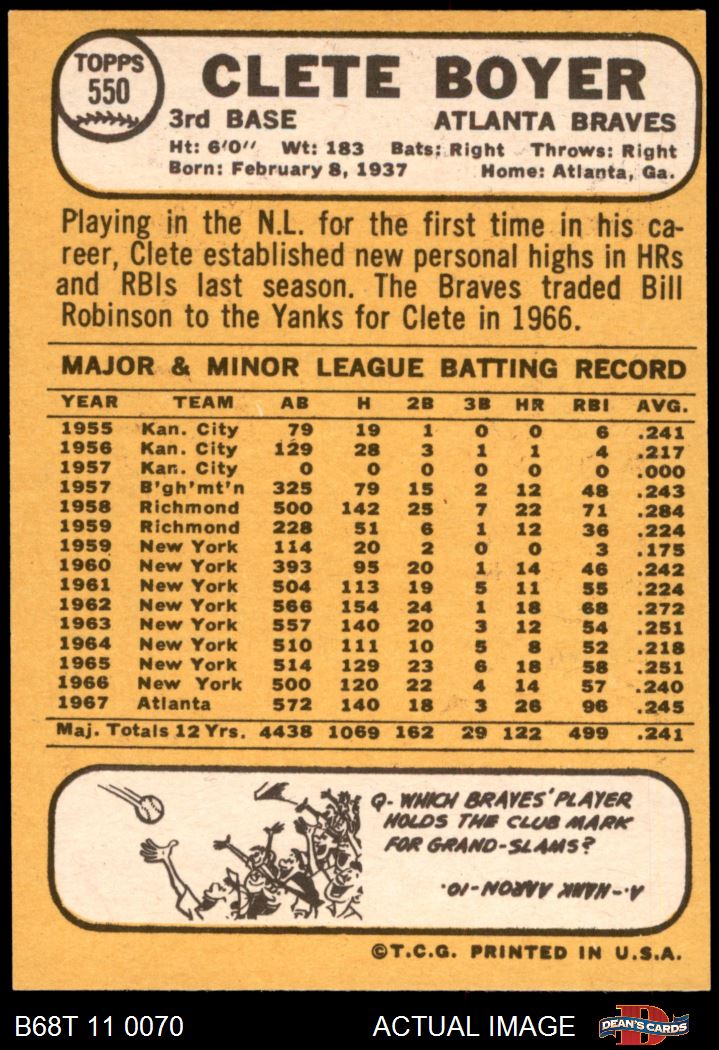 TOPPS
550
CLETE BOYER
3rd BASE ATLANTA BRAVES
Ht: 6'0" Wt: 183 Bats: Right Throws: Right
Born: February 8, 1937 Home: Atlanta, Ga.
Playing in the N.L. for the first time in his ca-
reer, Clete established new personal highs in HRs
and RBIs last season. The Braves traded Bill
Robinson to the Yanks for Clete in 1966.
MAJOR & MINOR LEAGUE BATTING RECORD
YEAR TEAM AB H 2B 3B HR RBI AVG.
1955 Kan. City 79 19 1 0 0 6 .241
1956 Kan. City 129 28 3 1 1 4 .217
1957 Kan. City 0 0 0 0 0 0 .000
1957 B'gh'mt'n 325 79 15 2 12 48 .243
1958 Richmond 500 142 25 7 22 71 .284
1959 Richmond 228 51 6 1 12 36 .224
1959 New York 114 20 2 0 0 3 .175
1960 New York 393 95 20 1 14 46 .242
1961 New York 504 113 19 5 11 55 .224
1962 New York 566 154 24 1 18 68 .272
1963 New York 557 140 20 3 12 54 .251
1964 New York 510 111 10 5 8 52 .218
1965 New York 514 129 23 6 18 58 .251
1966 New York 500 120 22 4 14 57 .240
1967 Atlanta 572 140 18 3 26 96 .245
Maj. Totals 12 Yrs. 4438 1069 162 29 122 499 .241
Q- WHICH BRAVES' PLAYER
HOLDS THE CLUB MARK
FOR GRAND-SLAMS?
A.- HANK AARON -10.
©T.C.G. PRINTED IN U.S.A.
B68T 11 0070 ACTUAL IMAGE
D
DEAN'S CARDS